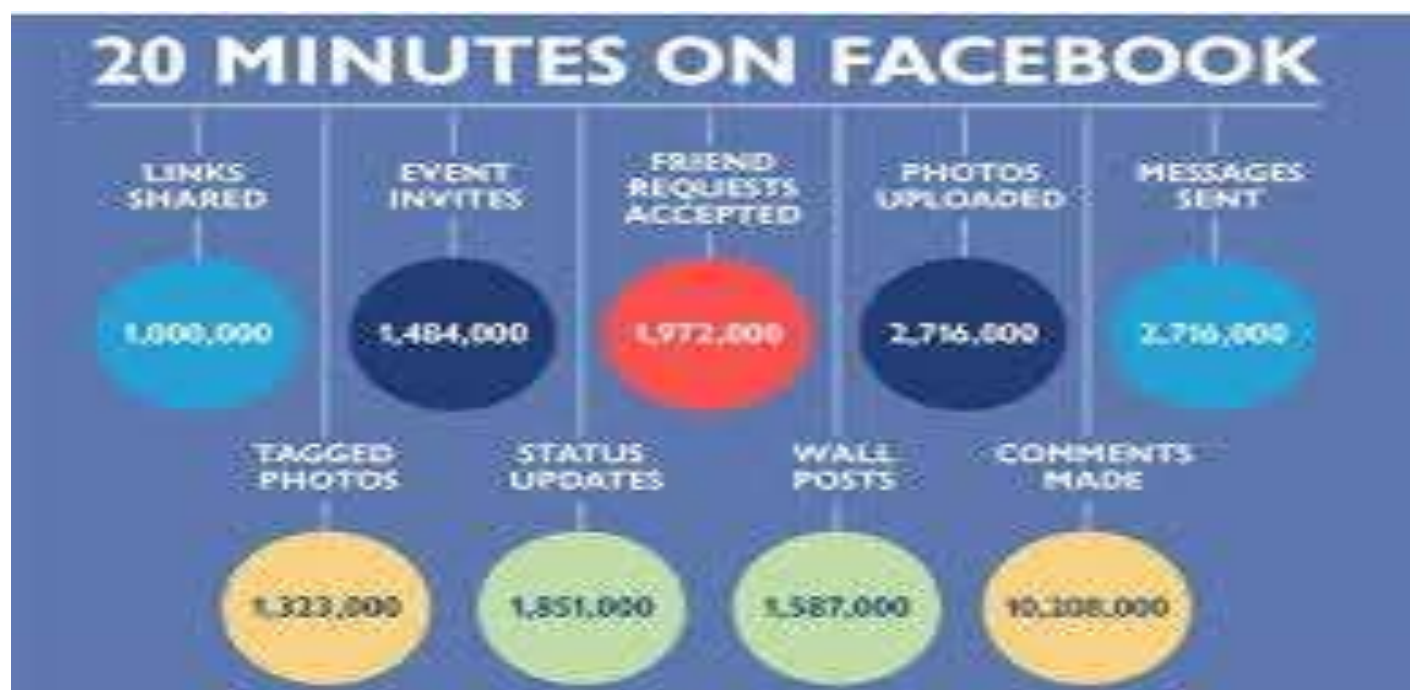 20 MINUTES ON FACEBOOK
LINKS
SHARED
EVENT
INVITES
FRIEND
REQUESTS
ACCEPTED
PHOTOS
UPLOADED
MESSAGES
SENT
1,000,000
1,484,000
1,972,000
2,716,000
2,716,000
TAGGED
PHOTOS
STATUS
UPDATES
WALL
POSTS
COMMENTS
MADE
1,323,000
1,851,000
1,587,000
10,208,000